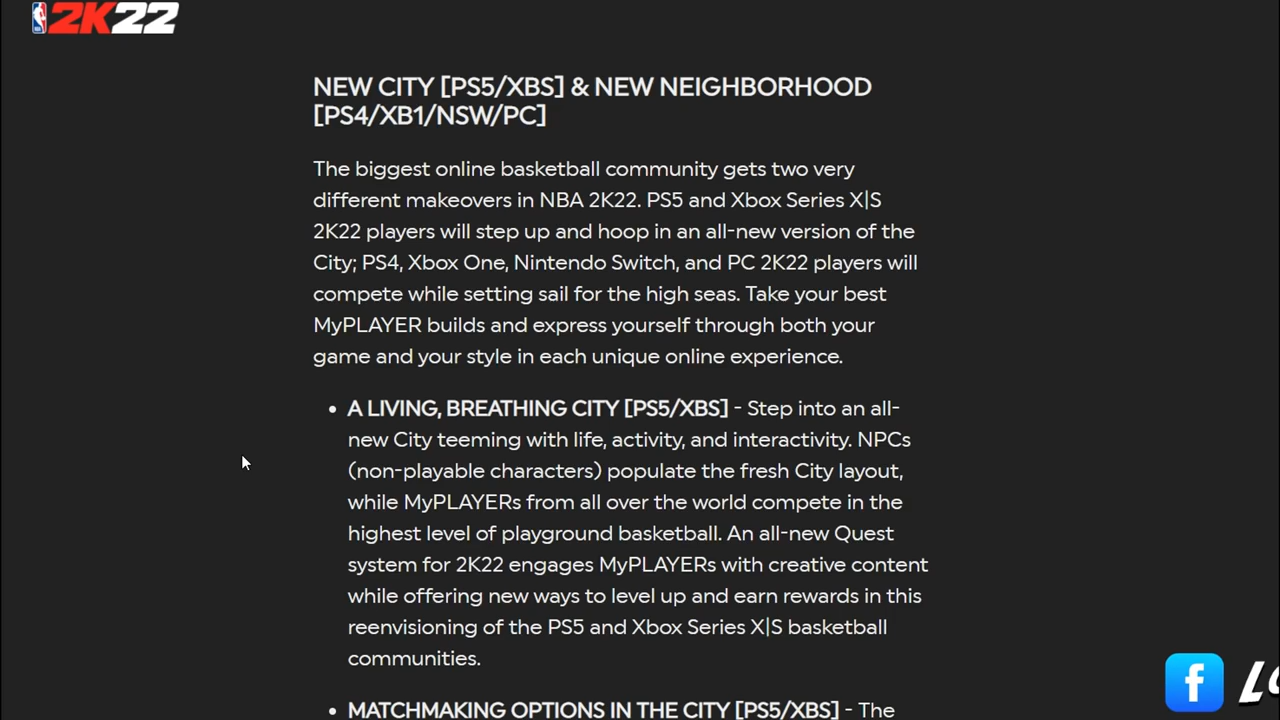 2K22
NEW CITY [PS5/XBS] & NEW NEIGHBORHOOD
[PS4/XB1/NSW/PC]
The biggest online basketball community gets two very
different makeovers in NBA 2K22. PS5 and Xbox Series X|S
2K22 players will step up and hoop in an all-new version of the
City; PS4, Xbox One, Nintendo Switch, and PC 2K22 players will
compete while setting sail for the high seas. Take your best
MyPLAYER builds and express yourself through both your
game and your style in each unique online experience.
• A LIVING, BREATHING CITY [PS5/XBS] - Step into an all-
new City teeming with life, activity, and interactivity. NPCs
(non-playable characters) populate the fresh City layout,
while MyPLAYERs from all over the world compete in the
highest level of playground basketball. An all-new Quest
system for 2K22 engages MyPLAYERs with creative content
while offering new ways to level up and earn rewards in this
reenvisioning of the PS5 and Xbox Series X|S basketball
communities.
• MATCHMAKING OPTIONS IN THE CITY [PS5/XBS] - The
f